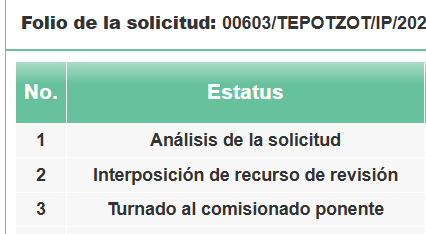 Folio de la solicitud: 00603/TEPOTZOT/IP/202
No. Estatus
1 Análisis de la solicitud
2 Interposición de recurso de revisión
3 Turnado al comisionado ponente